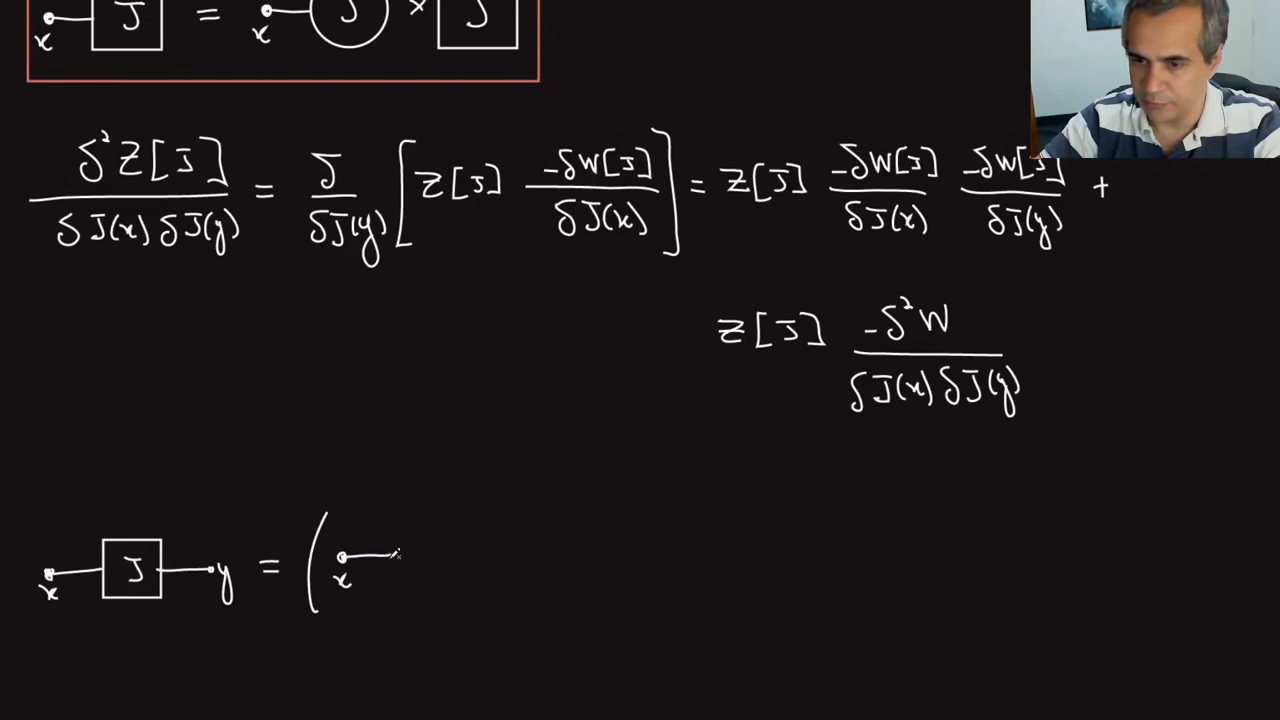 x J = x J × J
δ²Z[J] / δJ(x) δJ(y) = δ / δJ(y) [ Z[J] -δW[J] / δJ(x) ] = Z[J] -δW[J] / δJ(x) -δW[J] / δJ(y) +
Z[J] -δ²W / δJ(x) δJ(y)
x J y = ( x